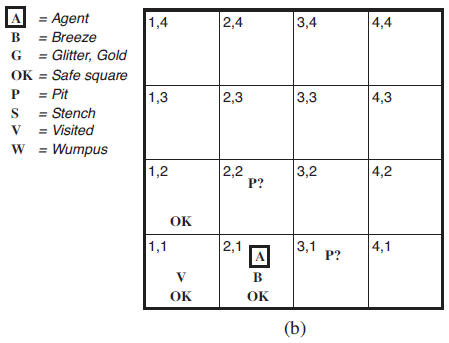 A = Agent
B = Breeze
G = Glitter, Gold
OK = Safe square
P = Pit
S = Stench
V = Visited
W = Wumpus
1,4 2,4 3,4 4,4
1,3 2,3 3,3 4,3
1,2 2,2 P? 3,2 4,2
OK
1,1 2,1 A 3,1 P? 4,1
V B
OK OK
(b)